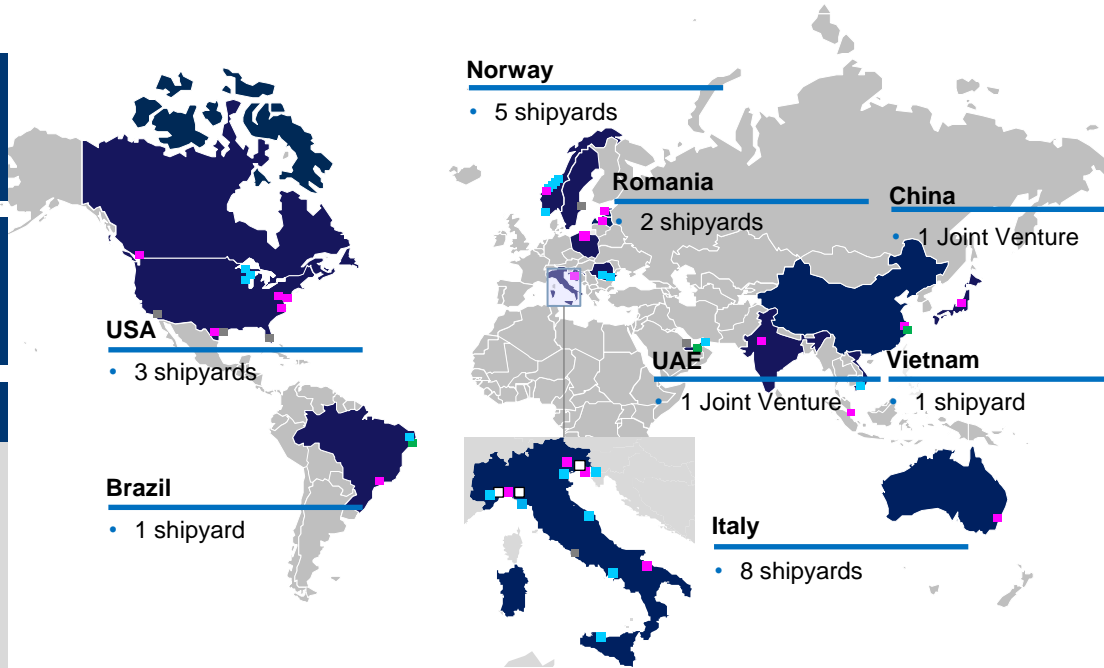 Norway
• 5 shipyards
Romania
• 2 shipyards
China
• 1 Joint Venture
USA
• 3 shipyards
UAE
• 1 Joint Venture
Vietnam
• 1 shipyard
Brazil
• 1 shipyard
Italy
• 8 shipyards